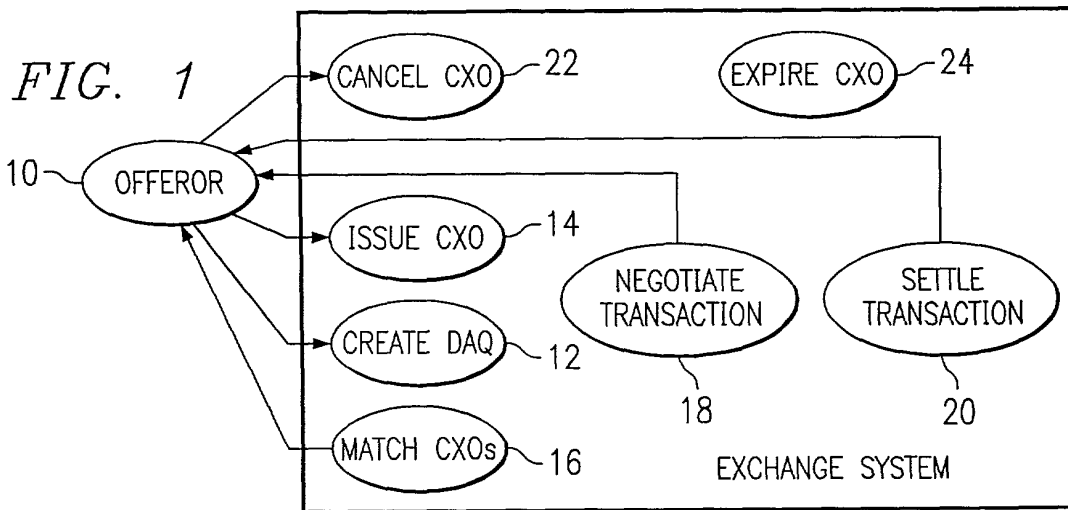 FIG. 1
CANCEL CXO
22
EXPIRE CXO
24
10
OFFEROR
ISSUE CXO
14
NEGOTIATE
TRANSACTION
18
SETTLE
TRANSACTION
20
CREATE DAQ
12
MATCH CXOs
16
EXCHANGE SYSTEM